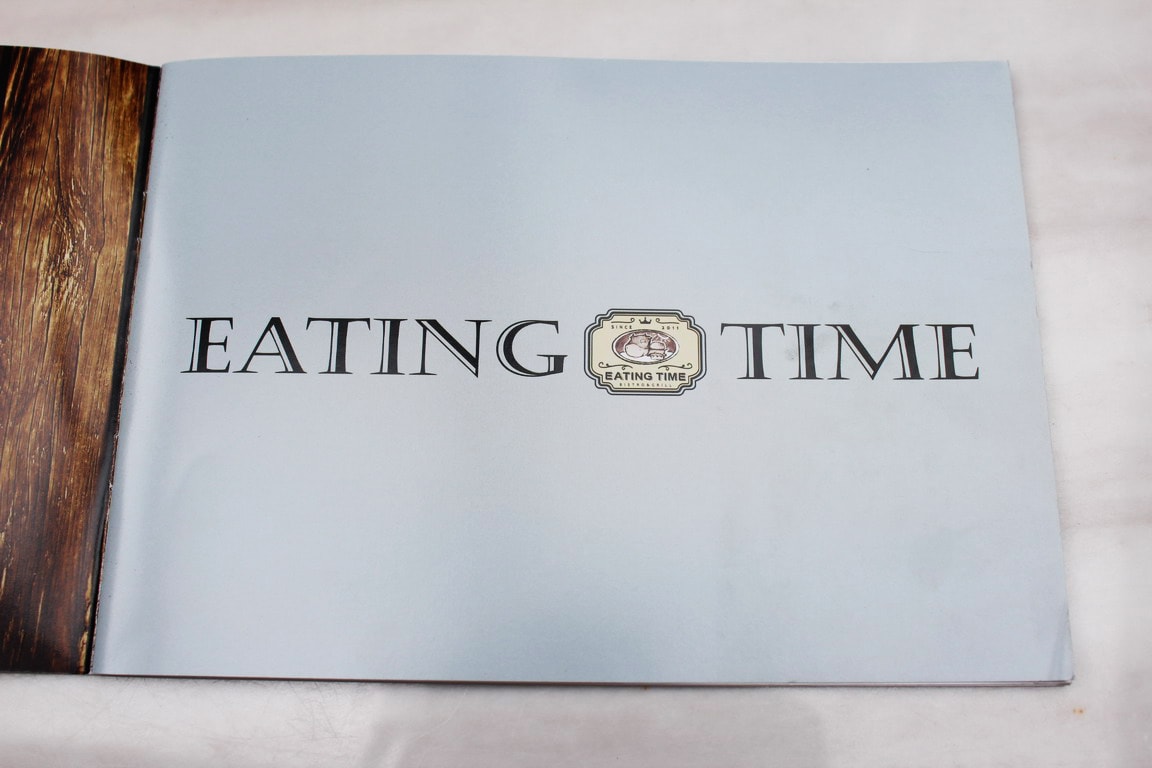 EATING TIME
SINCE 2011
EATING TIME
BISTRO&GRILL